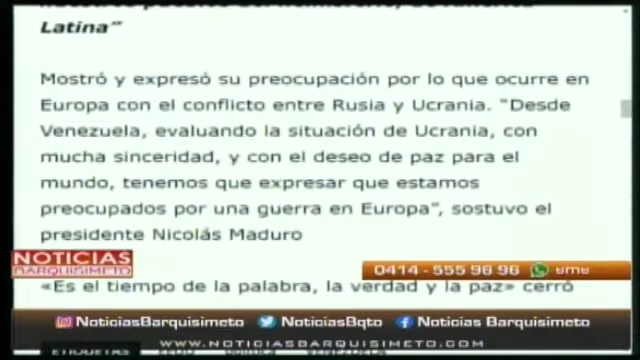 Latina”
Mostró y expresó su preocupación por lo que ocurre en
Europa con el conflicto entre Rusia y Ucrania. “Desde
Venezuela, evaluando la situación de Ucrania, con
mucha sinceridad, y con el deseo de paz para el
mundo, tenemos que expresar que estamos
preocupados por una guerra en Europa”, sostuvo el
presidente Nicolás Maduro
NOTICIAS
BARQUISIMETO
0414 - 555 96 96
«Es el tiempo de la palabra, la verdad y la paz» cerró
NoticiasBarquisimeto NoticiasBqto NoticiasBarquisimeto
WWW.NOTICIASBARQUISIMETO.COM
ETIQUETAS